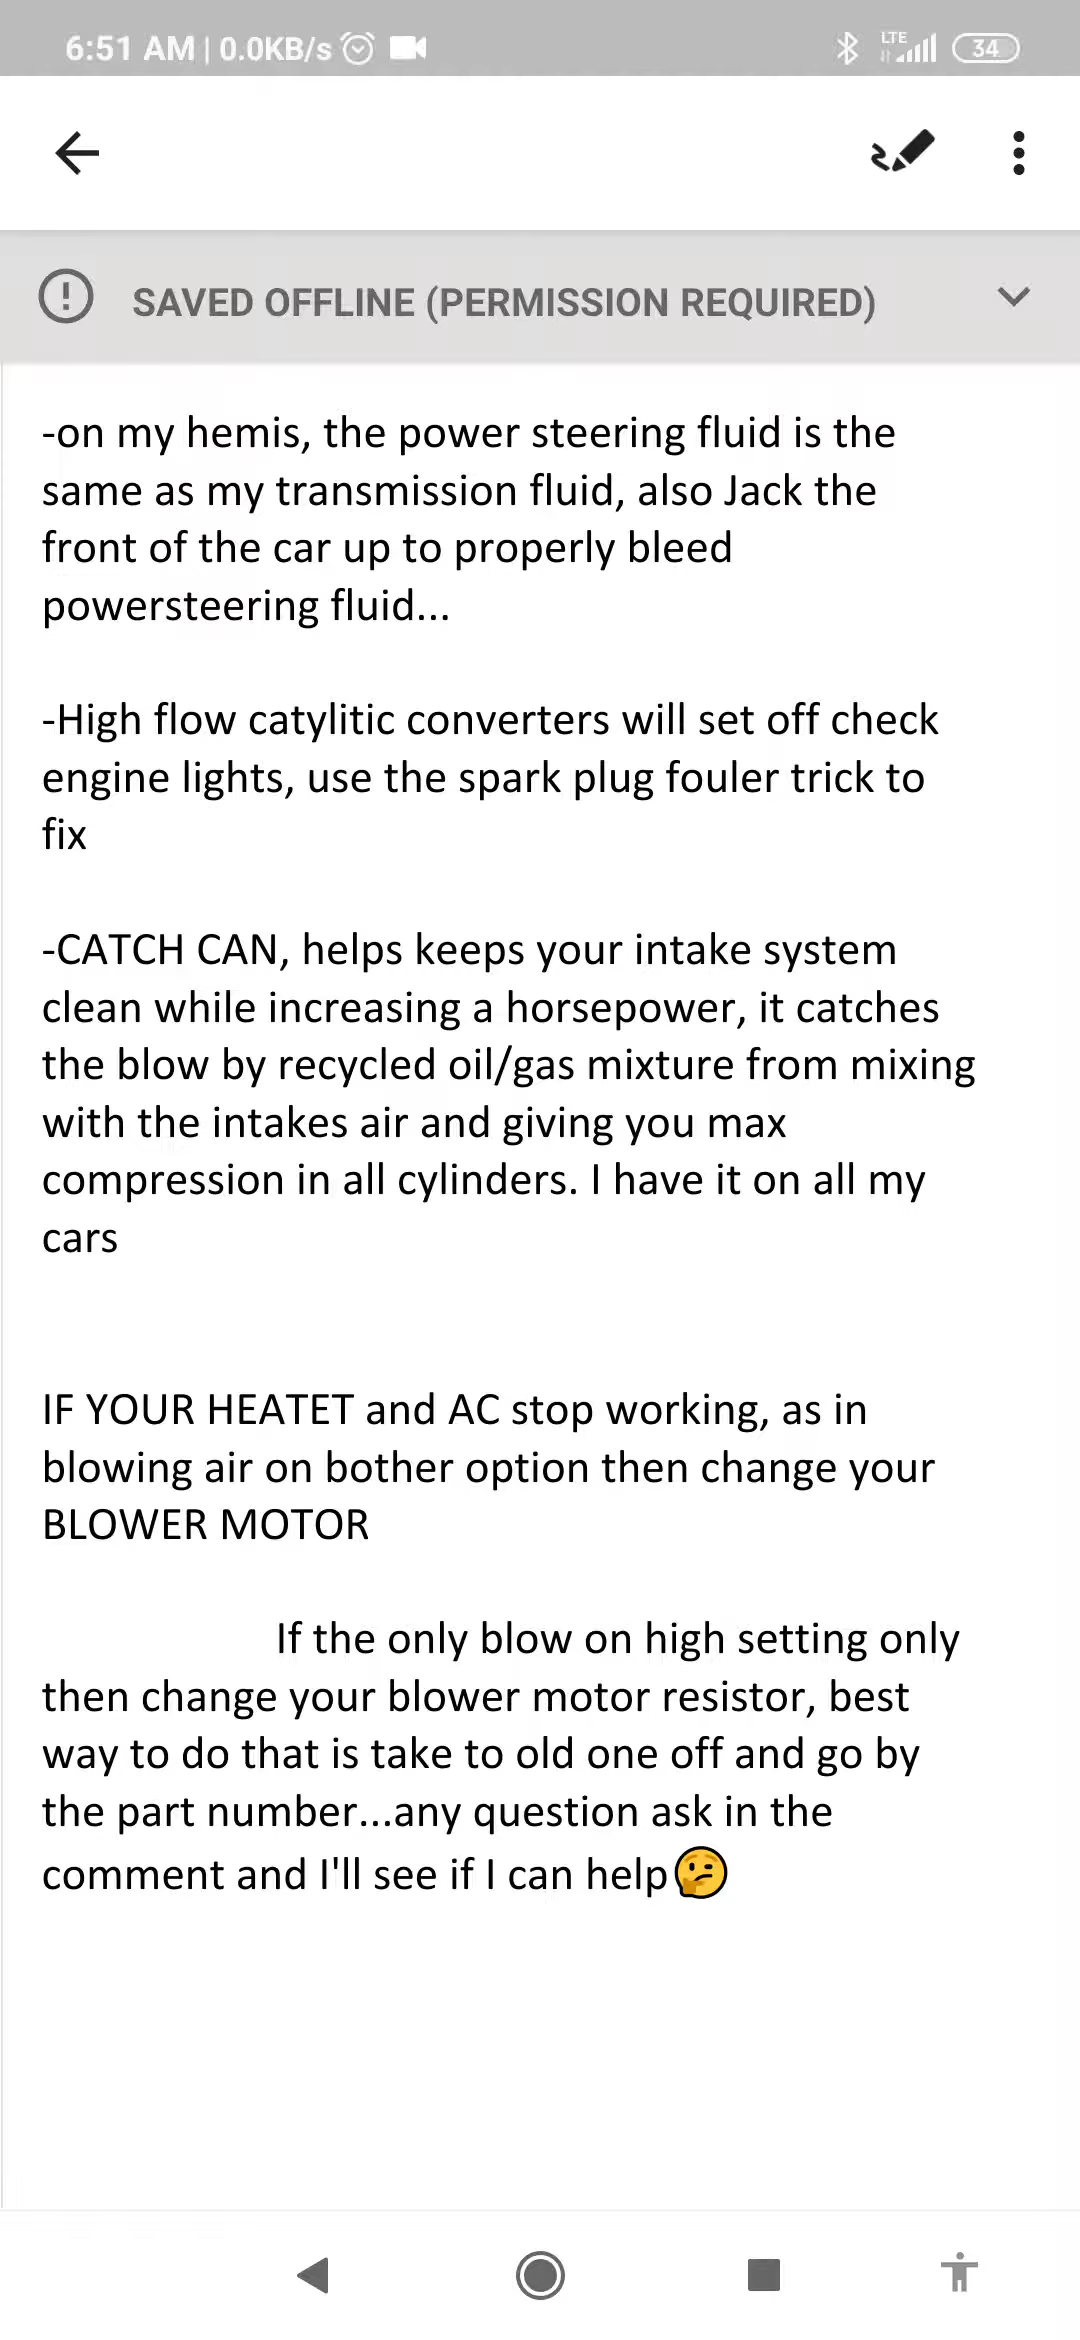 6:51 AM | 0.0KB/s
LTE
34
SAVED OFFLINE (PERMISSION REQUIRED)
-on my hemis, the power steering fluid is the
same as my transmission fluid, also Jack the
front of the car up to properly bleed
powersteering fluid...
-High flow catylitic converters will set off check
engine lights, use the spark plug fouler trick to
fix
-CATCH CAN, helps keeps your intake system
clean while increasing a horsepower, it catches
the blow by recycled oil/gas mixture from mixing
with the intakes air and giving you max
compression in all cylinders. I have it on all my
cars
IF YOUR HEATET and AC stop working, as in
blowing air on bother option then change your
BLOWER MOTOR
If the only blow on high setting only
then change your blower motor resistor, best
way to do that is take to old one off and go by
the part number...any question ask in the
comment and I'll see if I can help🤔